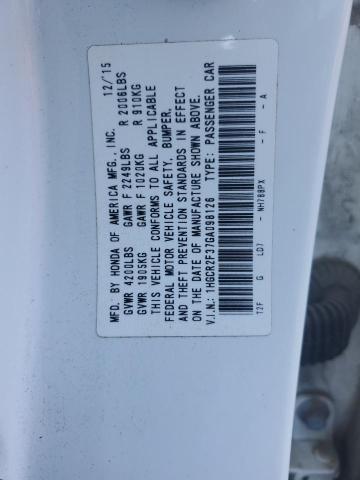 MFD. BY HONDA OF AMERICA MFG., INC. 12/'15
GVWR 4200LBS GAWR F 2249LBS R 2006LBS
GVWR 1905KG GAWR F 1020KG R 910KG
THIS VEHICLE CONFORMS TO ALL APPLICABLE
FEDERAL MOTOR VEHICLE SAFETY, BUMPER,
AND THEFT PREVENTION STANDARDS IN EFFECT
ON THE DATE OF MANUFACTURE SHOWN ABOVE.
V.I.N.: 1HGCR2F37GA098126 TYPE: PASSENGER CAR
T2F G LD7 - NH788PX - F - A